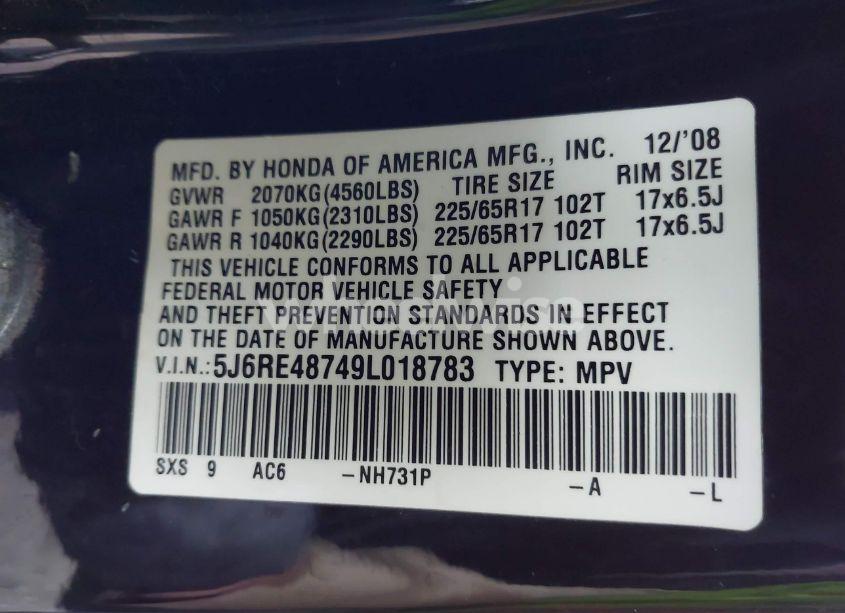 MFD. BY HONDA OF AMERICA MFG., INC. 12/'08
GVWR 2070KG(4560LBS) TIRE SIZE RIM SIZE
GAWR F 1050KG(2310LBS) 225/65R17 102T 17x6.5J
GAWR R 1040KG(2290LBS) 225/65R17 102T 17x6.5J
THIS VEHICLE CONFORMS TO ALL APPLICABLE
FEDERAL MOTOR VEHICLE SAFETY
AND THEFT PREVENTION STANDARDS IN EFFECT
ON THE DATE OF MANUFACTURE SHOWN ABOVE.
V.I.N.:5J6RE48749L018783 TYPE: MPV
SXS 9 AC6 -NH731P -A -L